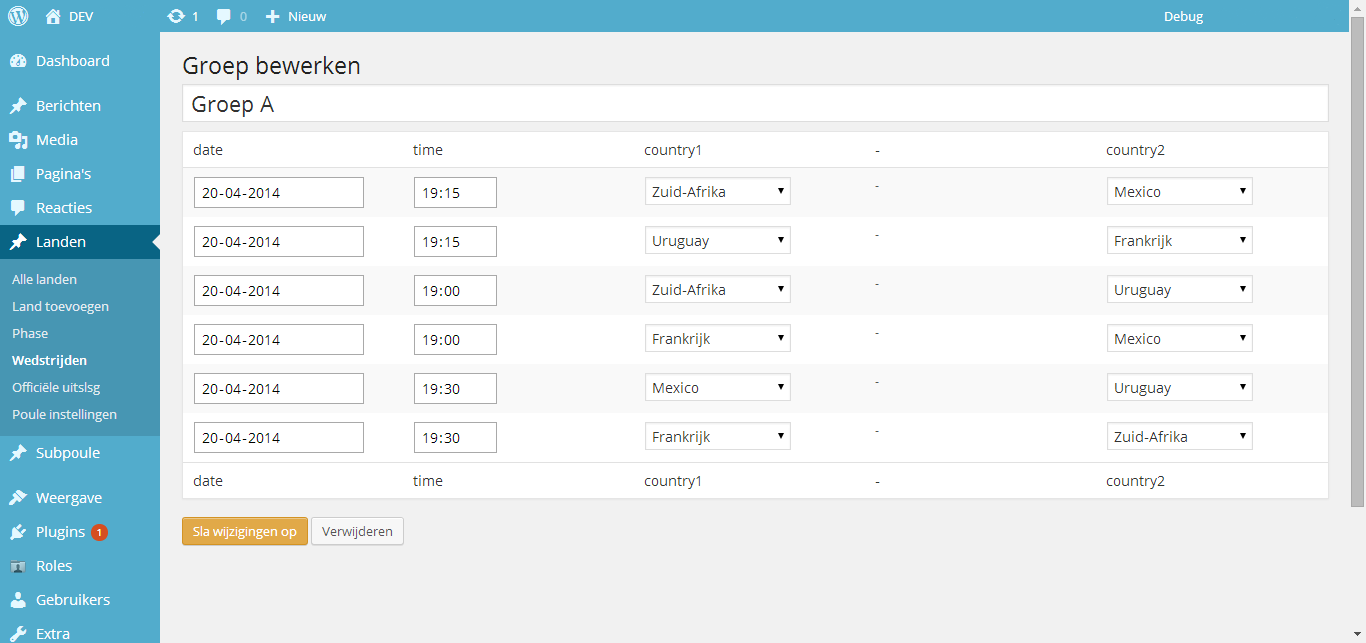 DEV 1 0 Nieuw Debug
Dashboard
Berichten
Media
Pagina's
Reacties
Landen
Alle landen
Land toevoegen
Phase
Wedstrijden
Officiële uitslsg
Poule instellingen
Subpoule
Weergave
Plugins 1
Roles
Gebruikers
Extra
Groep bewerken
Groep A
date time country1 - country2
20-04-2014 19:15 Zuid-Afrika - Mexico
20-04-2014 19:15 Uruguay - Frankrijk
20-04-2014 19:00 Zuid-Afrika - Uruguay
20-04-2014 19:00 Frankrijk - Mexico
20-04-2014 19:30 Mexico - Uruguay
20-04-2014 19:30 Frankrijk - Zuid-Afrika
date time country1 - country2
Sla wijzigingen op Verwijderen